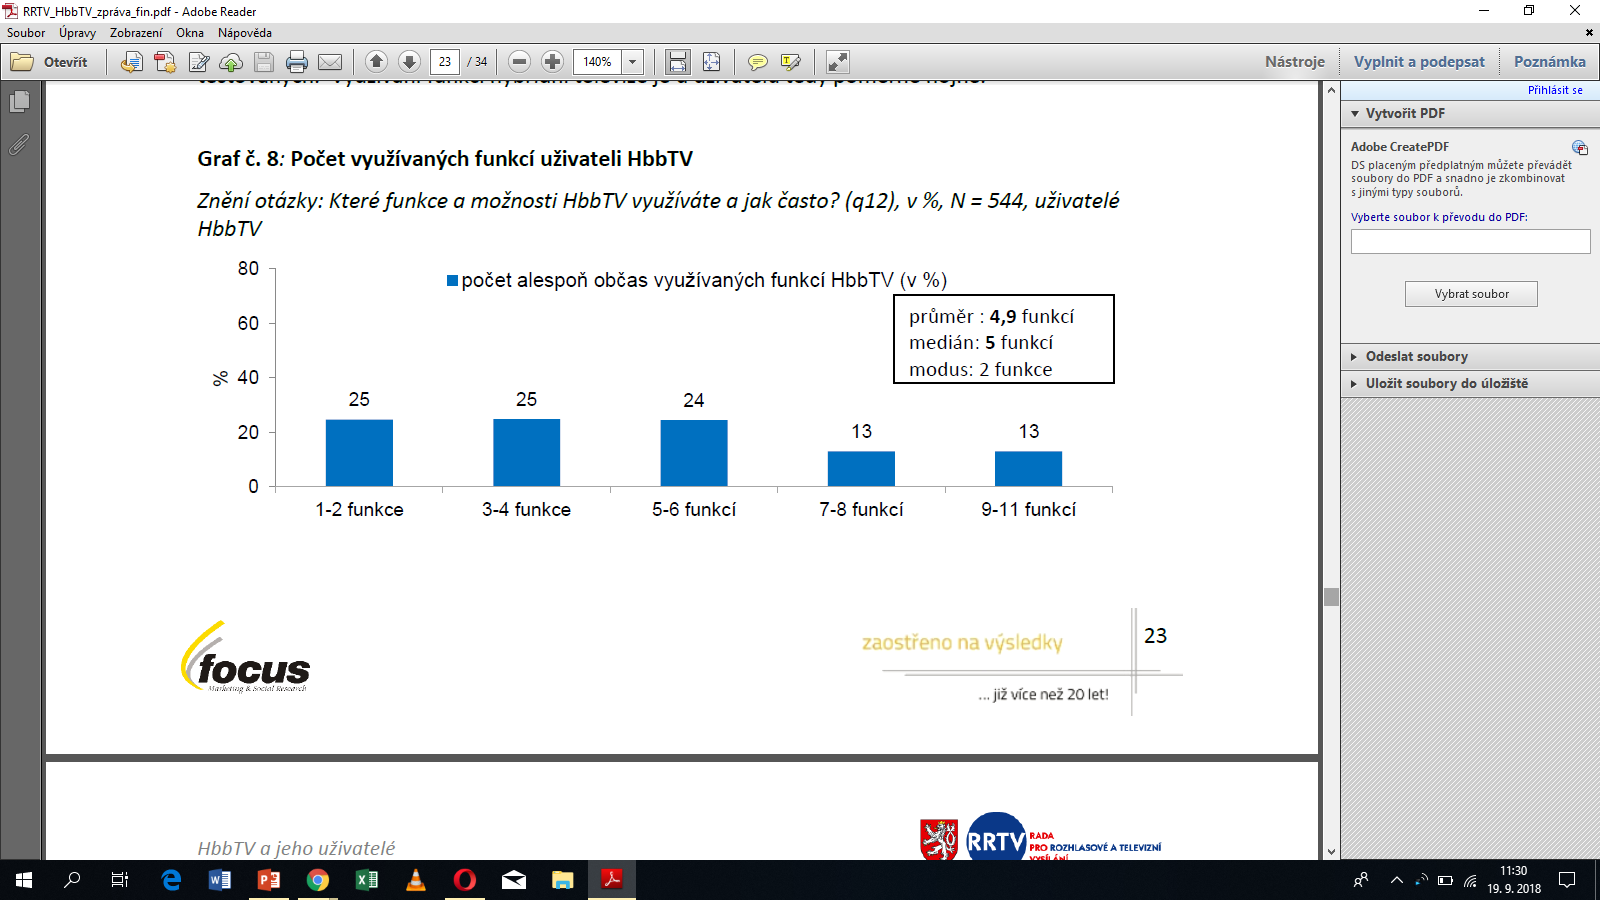 RRTV_HbbTV_zpráva_fin.pdf - Adobe Reader
Soubor Úpravy Zobrazení Okna Nápověda
Otevřít 23 / 34 140% Nástroje Vyplnit a podepsat Poznámka
Přihlásit se
Vytvořit PDF
Adobe CreatePDF
DS placeným předplatným můžete převádět
soubory do PDF a snadno je zkombinovat
s jinými typy souborů.
Vyberte soubor k převodu do PDF:
Vybrat soubor
Odeslat soubory
Uložit soubory do úložiště
Graf č. 8: Počet využívaných funkcí uživateli HbbTV
Znění otázky: Které funkce a možnosti HbbTV využíváte a jak často? (q12), v %, N = 544, uživatelé
HbbTV
počet alespoň občas využívaných funkcí HbbTV (v %)
průměr : 4,9 funkcí
medián: 5 funkcí
modus: 2 funkce
%
80
60
40
20
0
25 25 24 13 13
1-2 funkce 3-4 funkce 5-6 funkcí 7-8 funkcí 9-11 funkcí
focus
Marketing & Social Research
zaostřeno na výsledky
23
... již více než 20 let!
HbbTV a jeho uživatelé
RRTV
RADA
PRO ROZHLASOVÉ A TELEVIZNÍ
VYSÍLÁNÍ
11:30
19. 9. 2018